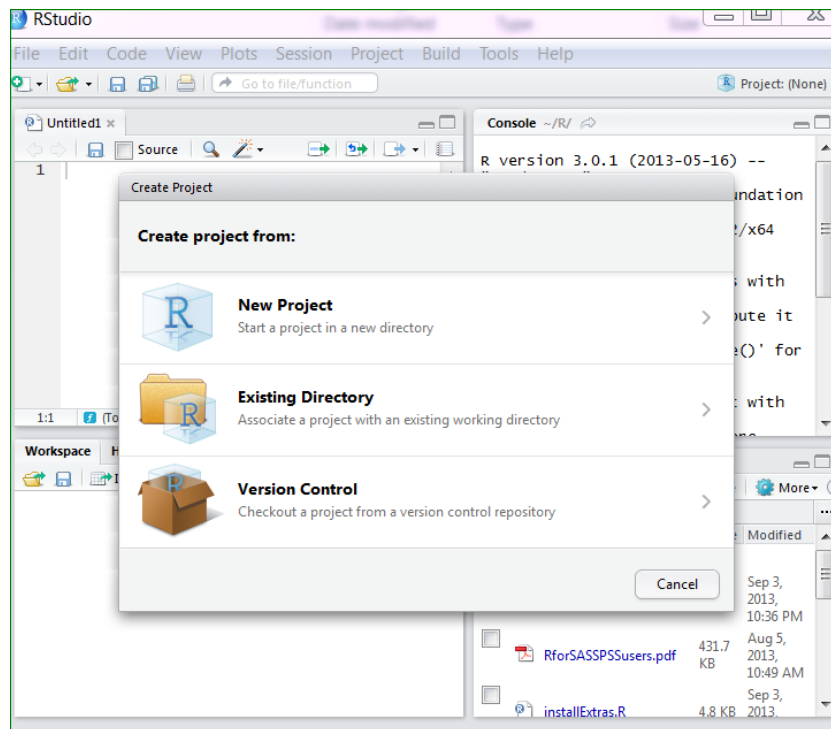 RStudio
Date modified Type Size
File Edit Code View Plots Session Project Build Tools Help
Go to file/function Project: (None)
Untitled1
Source
1
1:1 (To
Console ~/R/
R version 3.0.1 (2013-05-16) --
undation
2/x64
s with
bute it
e()' for
t with
Create Project
Create project from:
New Project
Start a project in a new directory
Existing Directory
Associate a project with an existing working directory
Version Control
Checkout a project from a version control repository
Cancel
Workspace H
More
Modified
Sep 3,
2013,
10:36 PM
RforSASSPSSusers.pdf
431.7
KB
Aug 5,
2013,
10:49 AM
installExtras.R
4.8 KB
Sep 3,
2013,